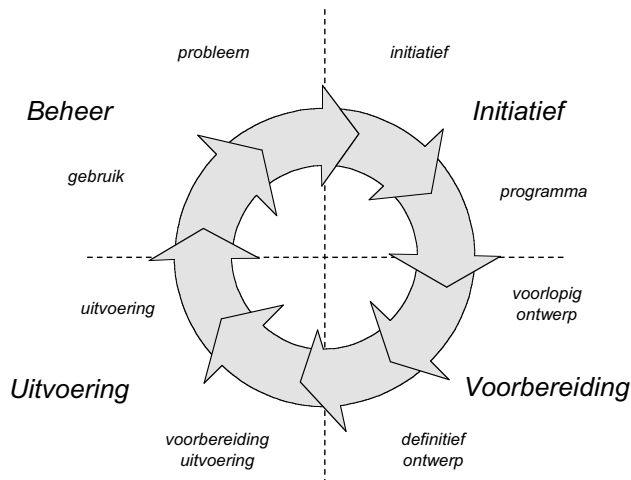 probleem
initiatief
Beheer
Initiatief
gebruik
programma
uitvoering
voorlopig
ontwerp
Uitvoering
Voorbereiding
voorbereiding
uitvoering
definitief
ontwerp